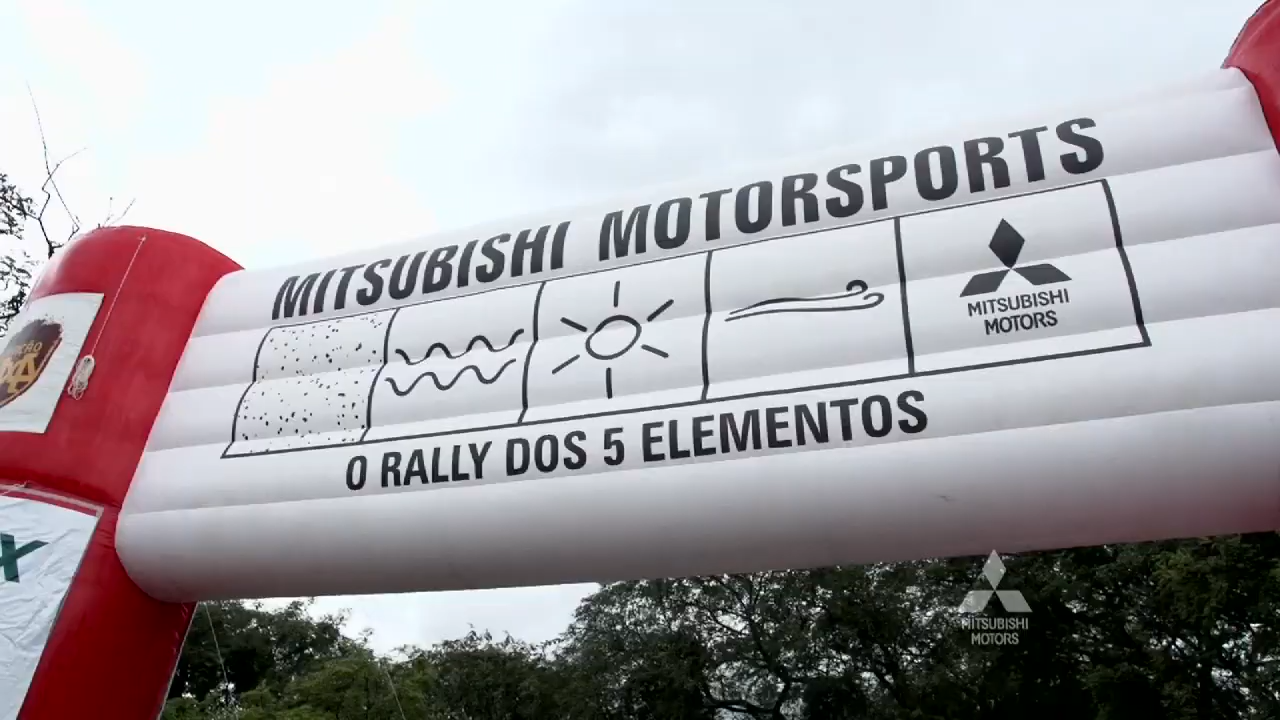 MITSUBISHI MOTORSPORTS
MITSUBISHI
MOTORS
O RALLY DOS 5 ELEMENTOS
MITSUBISHI
MOTORS